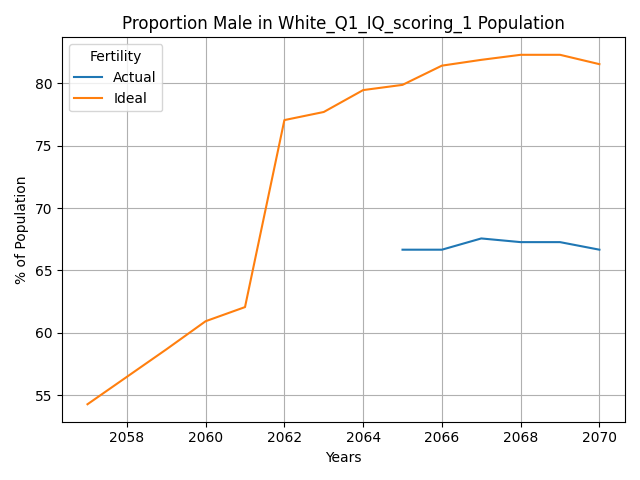 Proportion Male in White_Q1_IQ_scoring_1 Population
Fertility
Actual
Ideal
% of Population
80
75
70
65
60
55
2058 2060 2062 2064 2066 2068 2070
Years